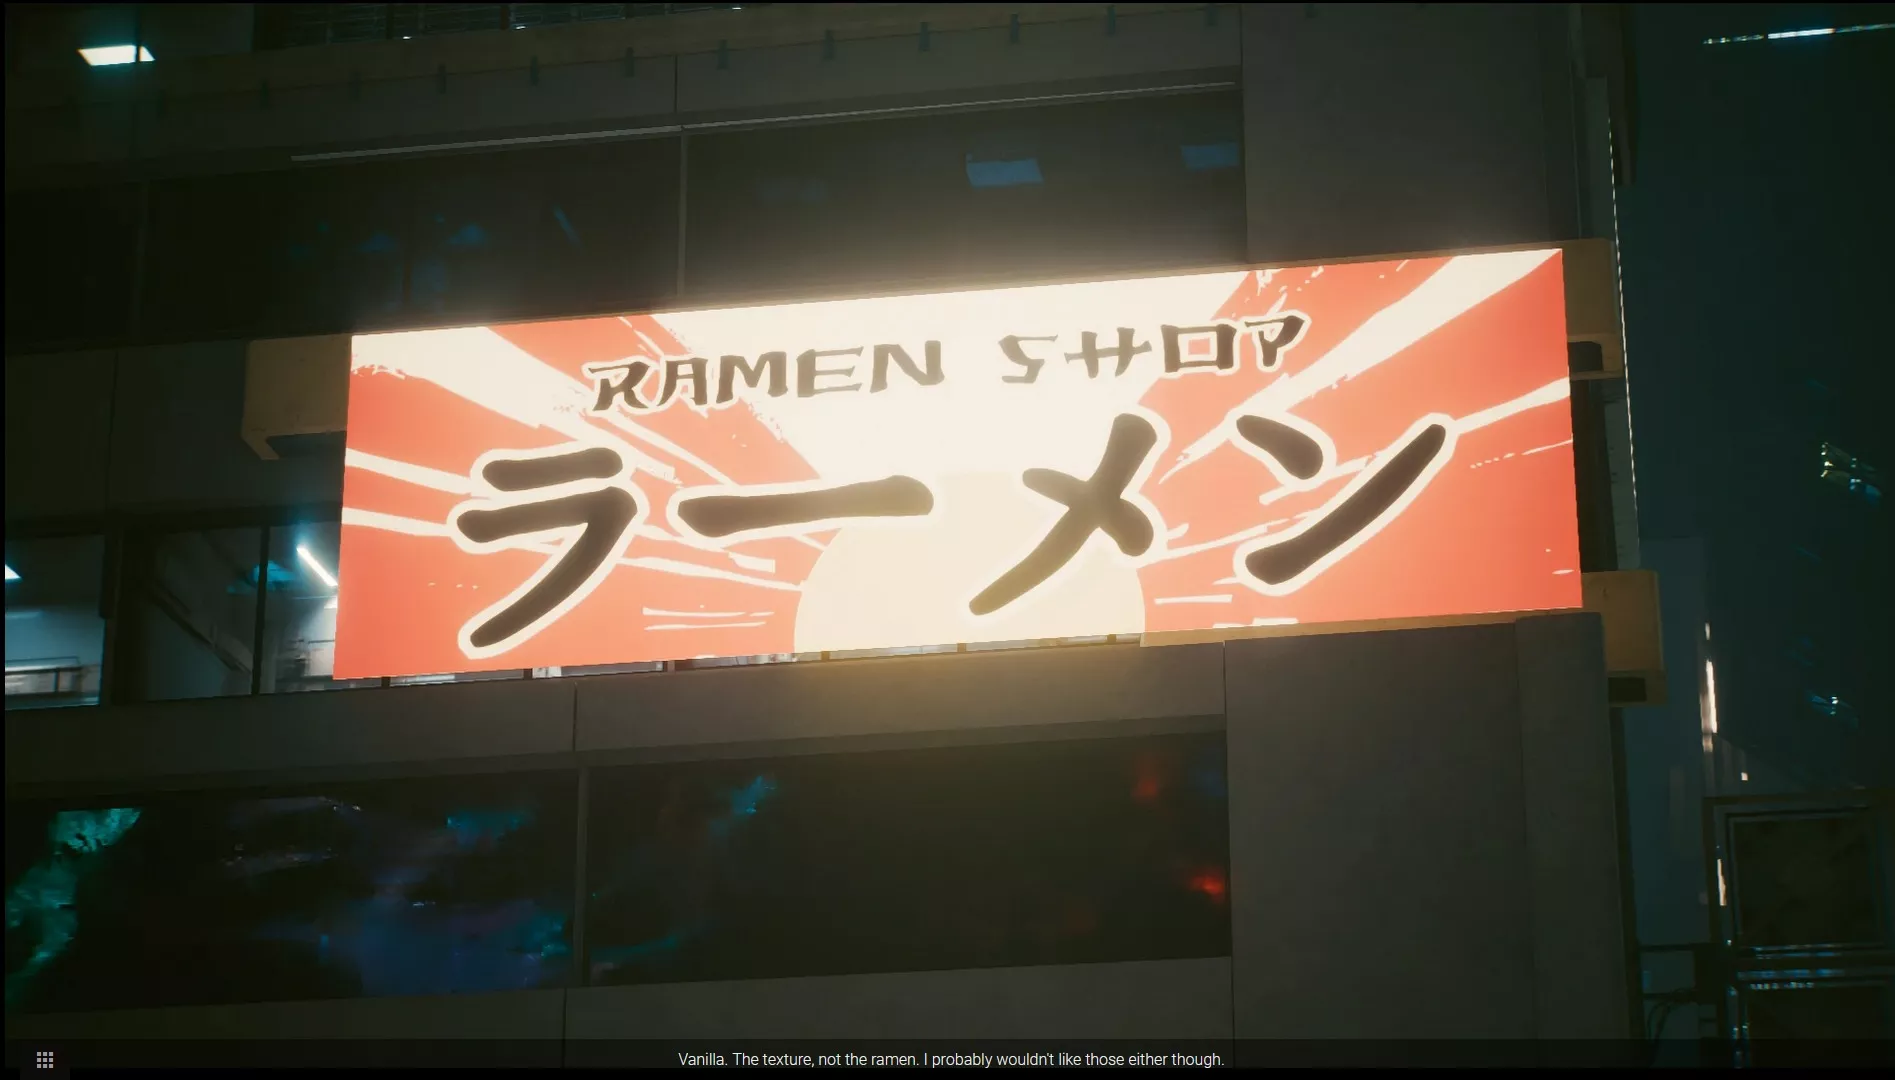 RAMEN SHOP
ラーメン
Vanilla. The texture, not the ramen. I probably wouldn't like those either though.